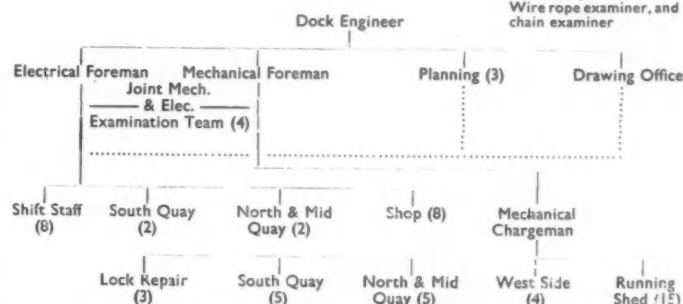 Wire rope examiner, and
chain examiner
Dock Engineer
Electrical Foreman Mechanical Foreman Planning (3) Drawing Office
Joint Mech.
& Elec.
Examination Team (4)
Shift Staff South Quay North & Mid Shop (8) Mechanical
(8) (2) Quay (2) Chargeman
Lock Repair South Quay North & Mid West Side Running
(3) (5) Quay (5) (4) Shed (15)